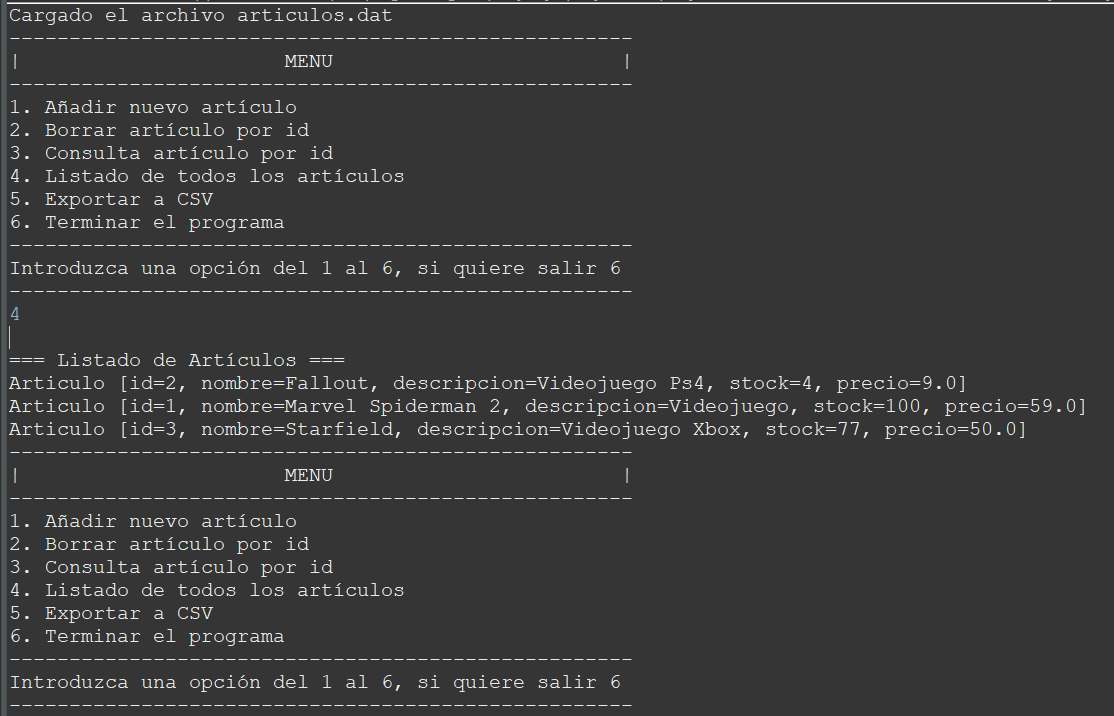 Cargado el archivo articulos.dat
----------------------------------------------------
|                      MENU                        |
----------------------------------------------------
1. Añadir nuevo artículo
2. Borrar artículo por id
3. Consulta artículo por id
4. Listado de todos los artículos
5. Exportar a CSV
6. Terminar el programa
----------------------------------------------------
Introduzca una opción del 1 al 6, si quiere salir 6
----------------------------------------------------
4
=== Listado de Artículos ===
Articulo [id=2, nombre=Fallout, descripcion=Videojuego Ps4, stock=4, precio=9.0]
Articulo [id=1, nombre=Marvel Spiderman 2, descripcion=Videojuego, stock=100, precio=59.0]
Articulo [id=3, nombre=Starfield, descripcion=Videojuego Xbox, stock=77, precio=50.0]
----------------------------------------------------
|                      MENU                        |
----------------------------------------------------
1. Añadir nuevo artículo
2. Borrar artículo por id
3. Consulta artículo por id
4. Listado de todos los artículos
5. Exportar a CSV
6. Terminar el programa
----------------------------------------------------
Introduzca una opción del 1 al 6, si quiere salir 6
----------------------------------------------------